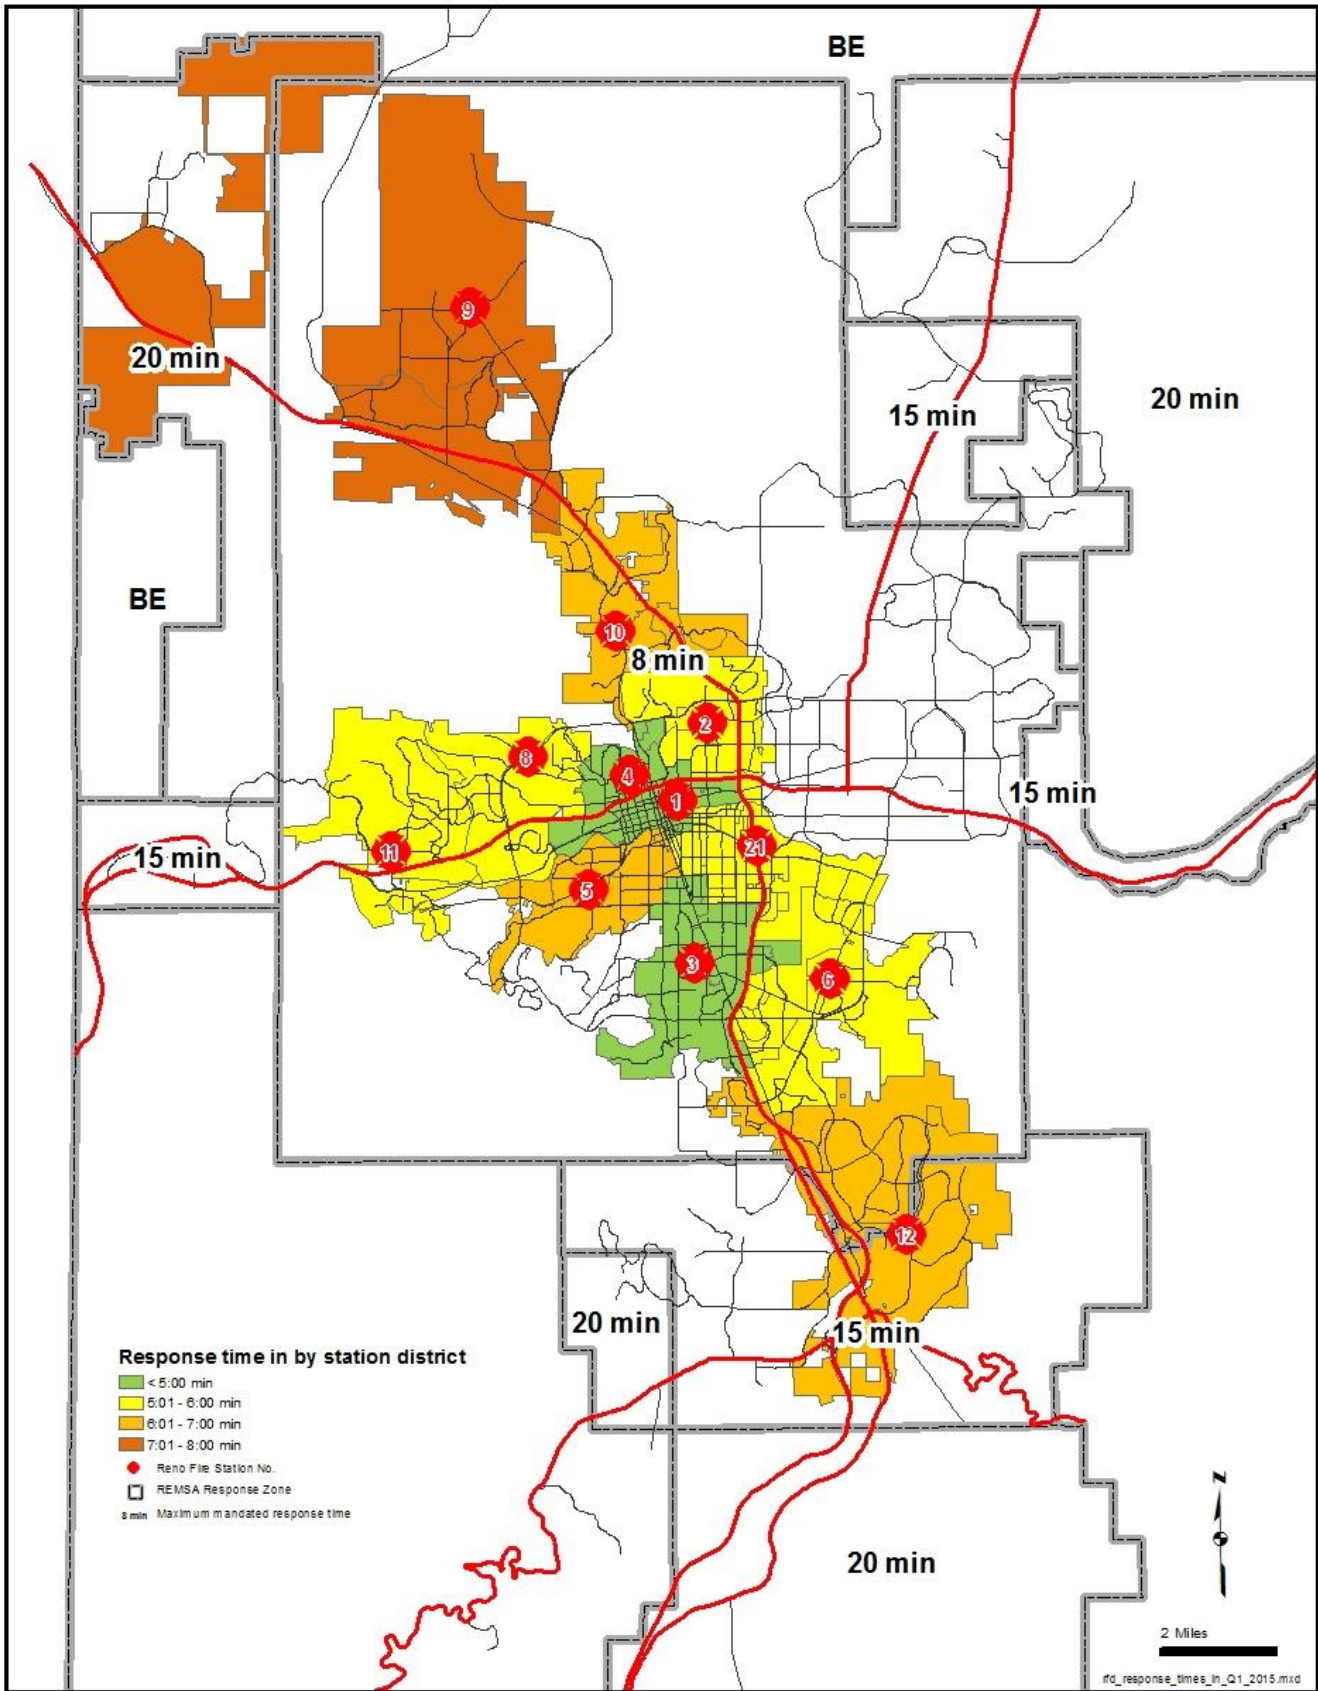 BE
9
20 min
15 min
20 min
BE
10
8 min
2
8
4
1
15 min
21
11
15 min
5
3
6
12
20 min
15 min
Response time in by station district
< 5:00 min
5:01 - 6:00 min
6:01 - 7:00 min
7:01 - 8:00 min
Reno Fire Station No.
REMSA Response Zone
8 min Maximum mandated response time
Z
20 min
2 Miles
rfd_response_times_in_Q1_2015.mxd